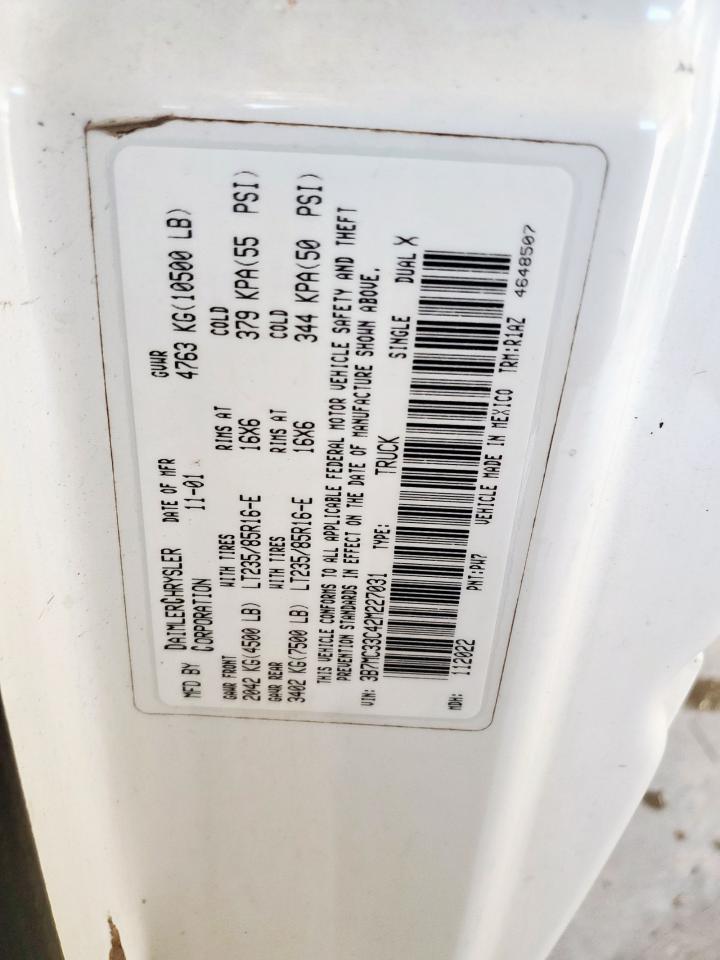 MFD BY DAIMLERCHRYSLER CORPORATION DATE OF MFR 11-01 GVWR 4763 KG(10500 LB)
GAWR FRONT WITH TIRES RIMS AT COLD
2042 KG(4500 LB) LT235/85R16-E 16X6 379 KPA(55 PSI)
GAWR REAR WITH TIRES RIMS AT COLD
3402 KG(7500 LB) LT235/85R16-E 16X6 344 KPA(50 PSI)
THIS VEHICLE CONFORMS TO ALL APPLICABLE FEDERAL MOTOR VEHICLE SAFETY AND THEFT
PREVENTION STANDARDS IN EFFECT ON THE DATE OF MANUFACTURE SHOWN ABOVE.
VIN: 3B7MC33C42M227031 TYPE: TRUCK SINGLE DUAL X
MDH: 112022 PNT:PW7 VEHICLE MADE IN MEXICO TRM:R1AZ
4648507